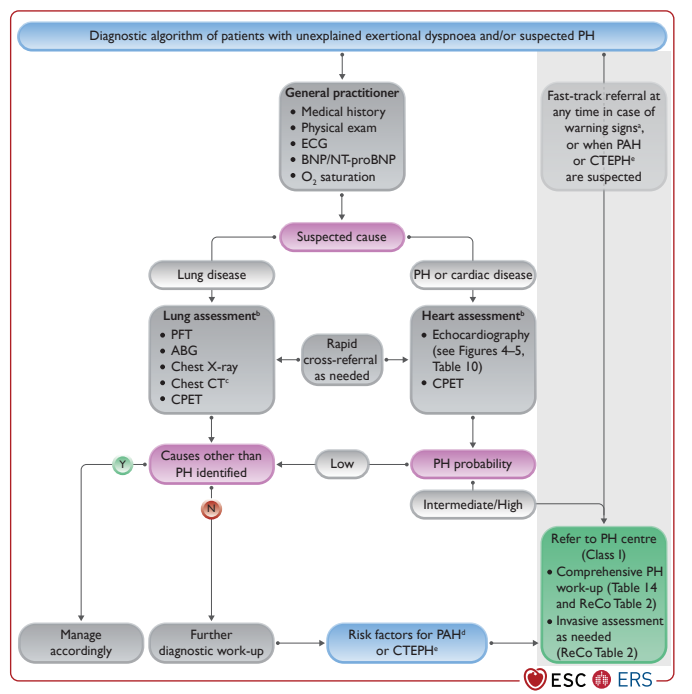 Diagnostic algorithm of patients with unexplained exertional dyspnoea and/or suspected PH
General practitioner
• Medical history
• Physical exam
• ECG
• BNP/NT-proBNP
• O₂ saturation
Fast-track referral at
any time in case of
warning signsᵃ,
or when PAH
or CTEPHᵉ
are suspected
Suspected cause
Lung disease
PH or cardiac disease
Lung assessmentᵇ
• PFT
• ABG
• Chest X-ray
• Chest CTᶜ
• CPET
Rapid
cross-referral
as needed
Heart assessmentᵇ
• Echocardiography
(see Figures 4–5,
Table 10)
• CPET
Y
Causes other than
PH identified
Low
PH probability
N
Intermediate/High
Refer to PH centre
(Class I)
• Comprehensive PH
work-up (Table 14
and ReCo Table 2)
• Invasive assessment
as needed
(ReCo Table 2)
Manage
accordingly
Further
diagnostic work-up
Risk factors for PAHᵈ
or CTEPHᵉ
ESC ERS